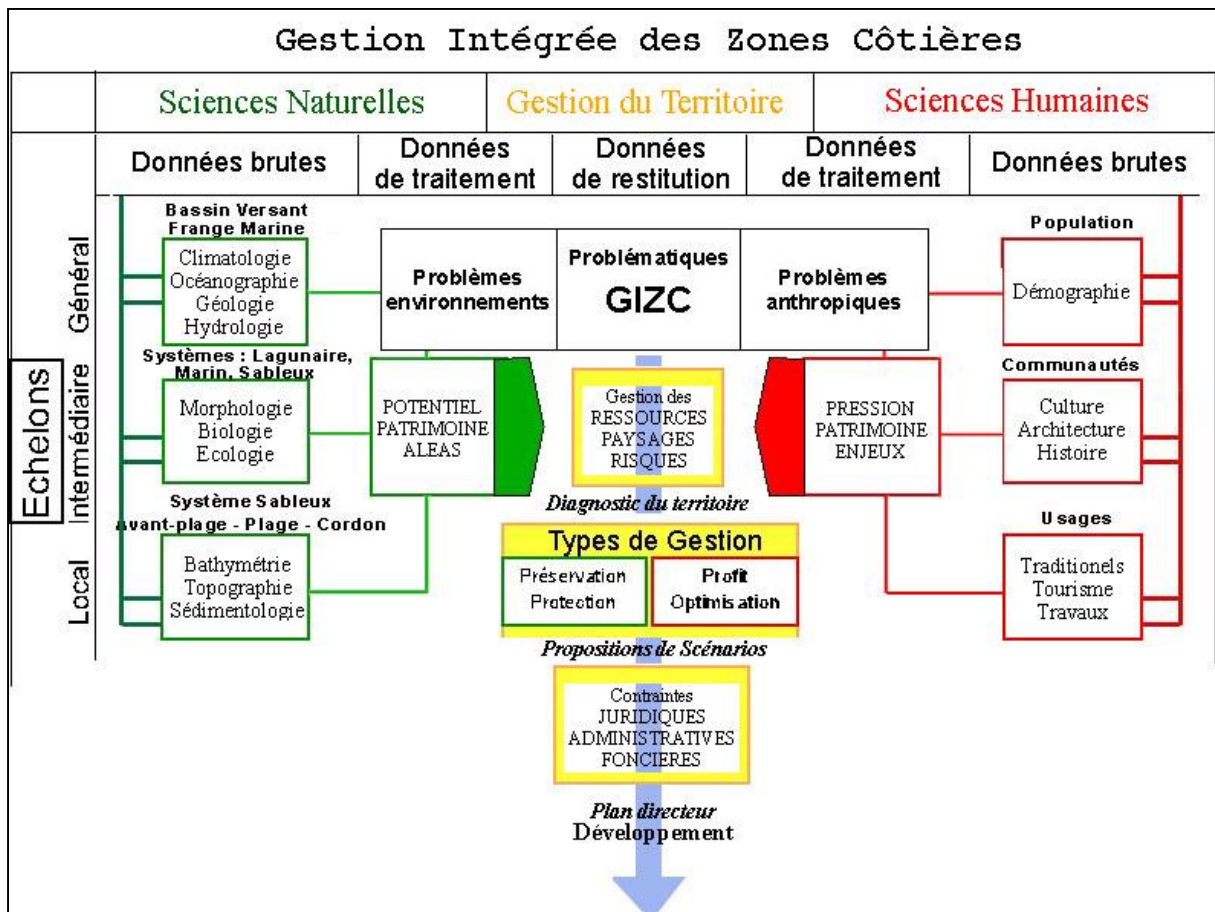 Gestion Intégrée des Zones Côtières
Sciences Naturelles
Gestion du Territoire
Sciences Humaines
Données brutes
Données
de traitement
Données
de restitution
Données
de traitement
Données brutes
Echelons
Général
Intermédiaire
Local
Bassin Versant
Frange Marine
Climatologie
Océanographie
Géologie
Hydrologie
Systèmes : Lagunaire,
Marin, Sableux
Morphologie
Biologie
Ecologie
Système Sableux
Avant-plage - Plage - Cordon
Bathymétrie
Topographie
Sédimentologie
Problèmes
environnements
POTENTIEL
PATRIMOINE
ALEAS
Problématiques
GIZC
Gestion des
RESSOURCES
PAYSAGES
RISQUES
Diagnostic du territoire
Types de Gestion
Préservation
Protection
Profit
Optimisation
Propositions de Scénarios
Contraintes
JURIDIQUES
ADMINISTRATIVES
FONCIERES
Plan directeur
Développement
Problèmes
anthropiques
PRESSION
PATRIMOINE
ENJEUX
Population
Démographie
Communautés
Culture
Architecture
Histoire
Usages
Traditionels
Tourisme
Travaux